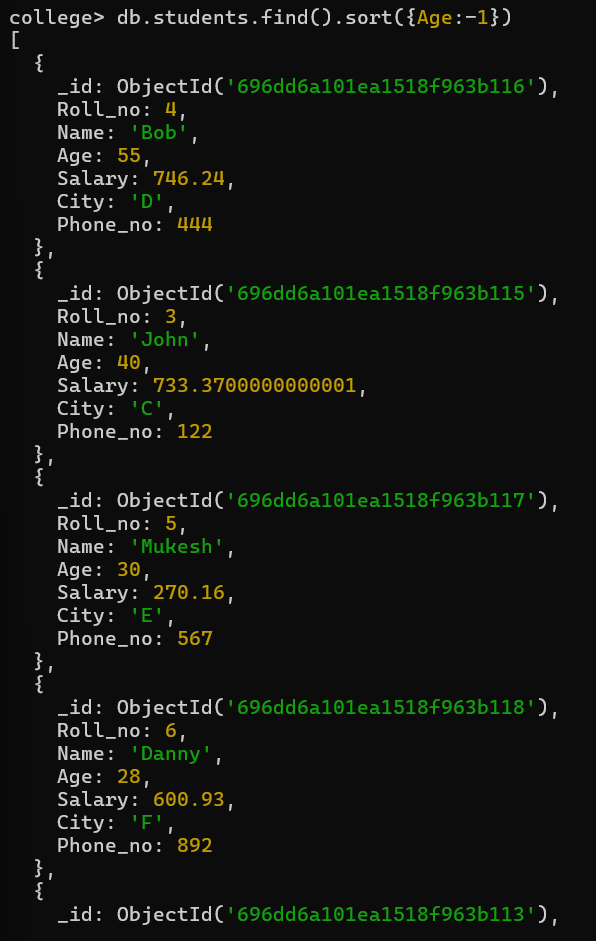 college> db.students.find().sort({Age:-1})
[
  {
    _id: ObjectId('696dd6a101ea1518f963b116'),
    Roll_no: 4,
    Name: 'Bob',
    Age: 55,
    Salary: 746.24,
    City: 'D',
    Phone_no: 444
  },
  {
    _id: ObjectId('696dd6a101ea1518f963b115'),
    Roll_no: 3,
    Name: 'John',
    Age: 40,
    Salary: 733.3700000000001,
    City: 'C',
    Phone_no: 122
  },
  {
    _id: ObjectId('696dd6a101ea1518f963b117'),
    Roll_no: 5,
    Name: 'Mukesh',
    Age: 30,
    Salary: 270.16,
    City: 'E',
    Phone_no: 567
  },
  {
    _id: ObjectId('696dd6a101ea1518f963b118'),
    Roll_no: 6,
    Name: 'Danny',
    Age: 28,
    Salary: 600.93,
    City: 'F',
    Phone_no: 892
  },
  {
    _id: ObjectId('696dd6a101ea1518f963b113'),